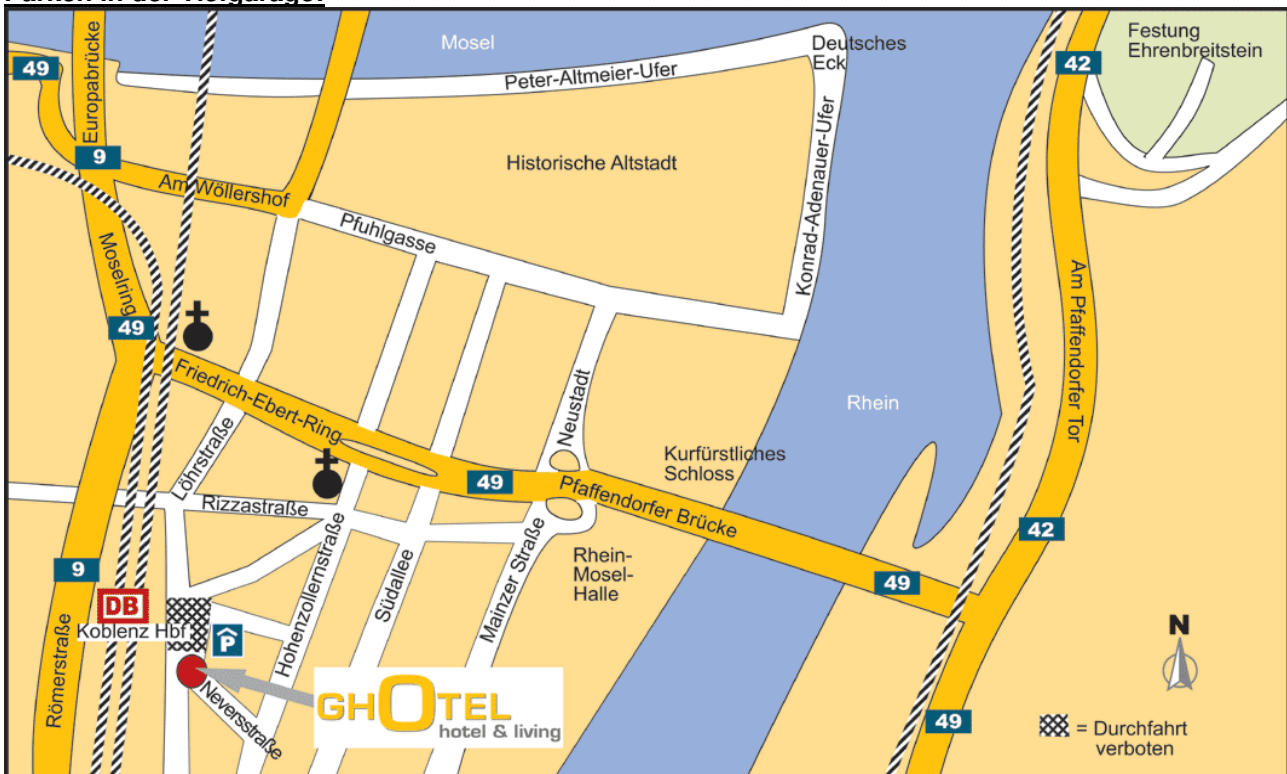 Mosel
Deutsches
Eck
Festung
Ehrenbreitstein
49
Europabrücke
42
Peter-Altmeier-Ufer
9
Am Wöllershof
Historische Altstadt
Konrad-Adenauer-Ufer
Pfuhlgasse
Moselring
49
Am Pfaffendorfer Tor
Friedrich-Ebert-Ring
Neustadt
Rhein
Löhrstraße
Kurfürstliches
Schloss
Rizzastraße
49
Pfaffendorfer Brücke
42
Hohenzollernstraße
Südallee
Mainzer Straße
Rhein-
Mosel-
Halle
9
49
DB
Koblenz Hbf
P
N
Römerstraße
Neversstraße
GHOTEL
hotel & living
49
= Durchfahrt
verboten